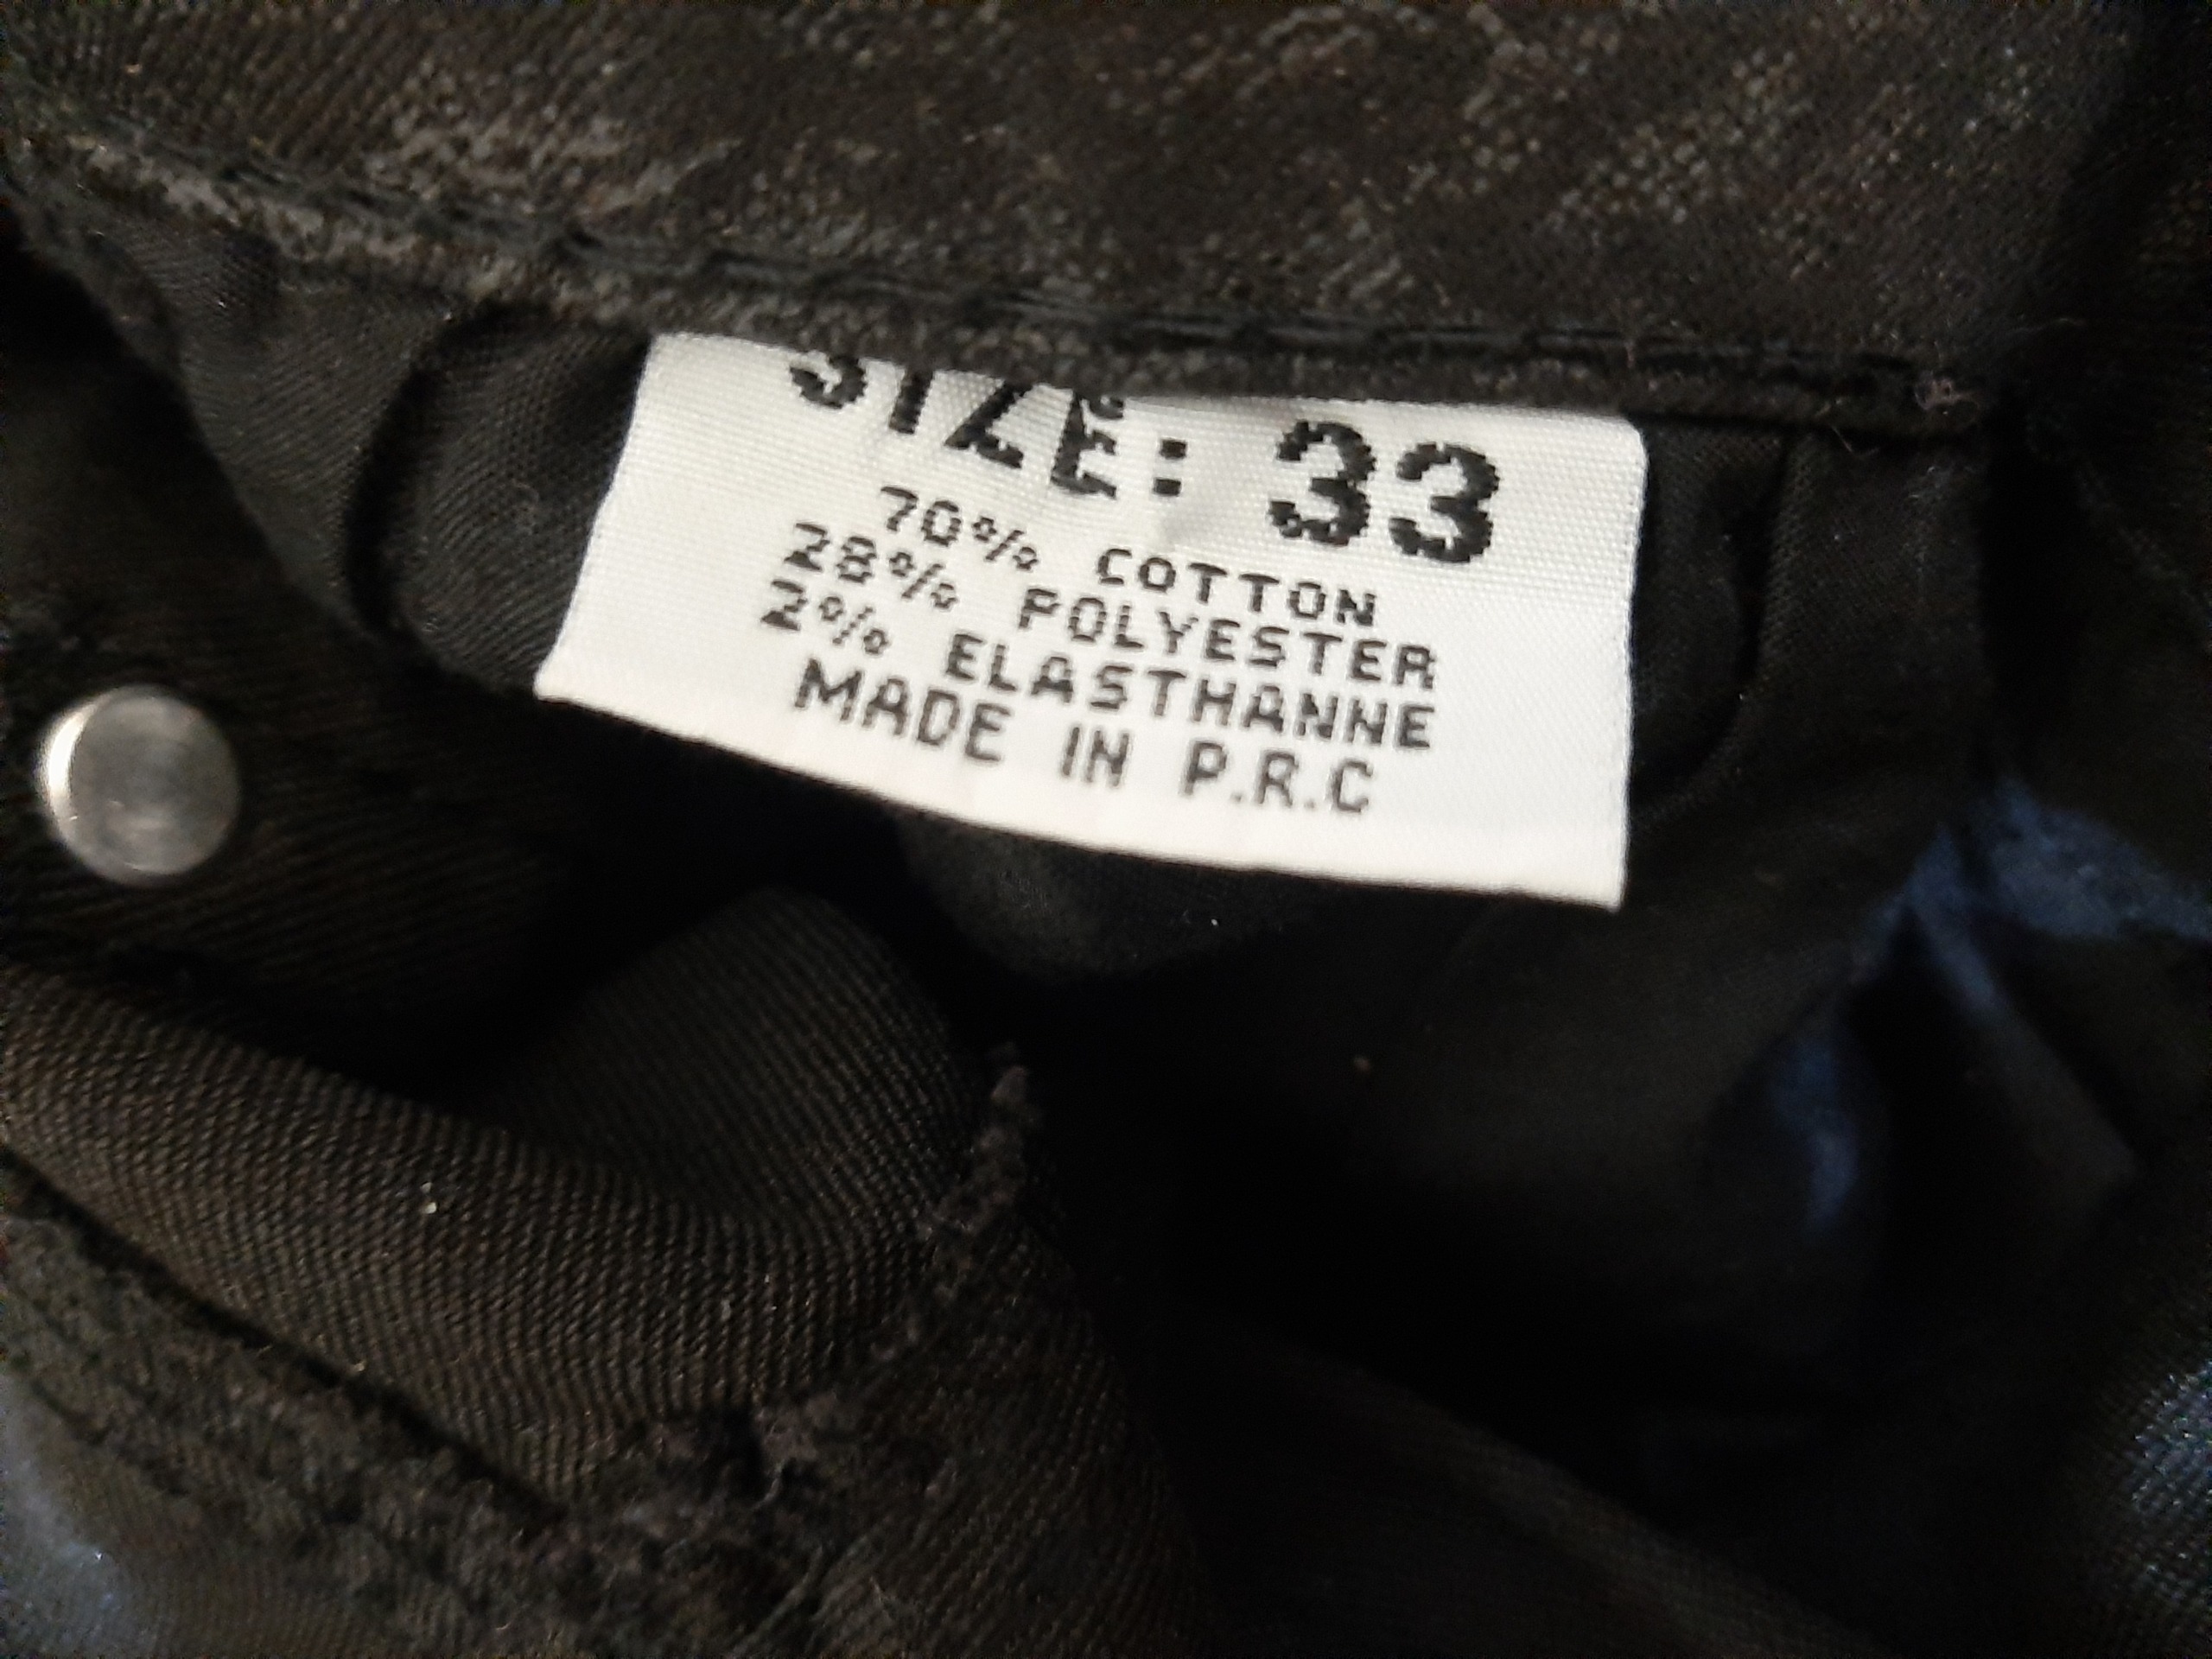 SIZE: 33
70% COTTON
28% POLYESTER
2% ELASTHANNE
MADE IN P.R.C